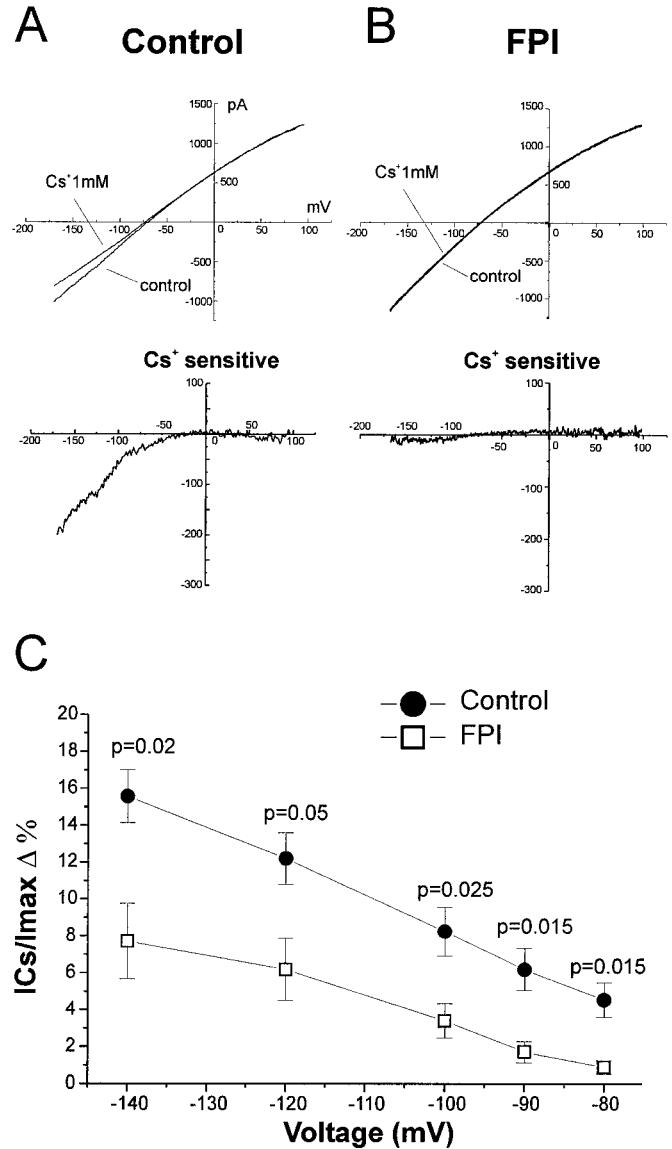 A
B
Control
FPI
1500
pA
1000
500
Cs⁺1mM
mV
-200 -150 -100 -50 0 50 100
control
-500
-1000
1500
1000
500
Cs⁺1mM
-200 -150 -100 -50 0 50 100
control
-500
-1000
Cs⁺ sensitive
100
-200 -150 -100 -50 0 50 100
-100
-200
-300
Cs⁺ sensitive
100
-200 -150 -100 -50 0 50 100
-100
-200
-300
C
Control
FPI
20
18
16
14
12
10
8
6
4
2
0
p=0.02
p=0.05
p=0.025
p=0.015
p=0.015
ICs/Imax Δ %
-140 -130 -120 -110 -100 -90 -80
Voltage (mV)